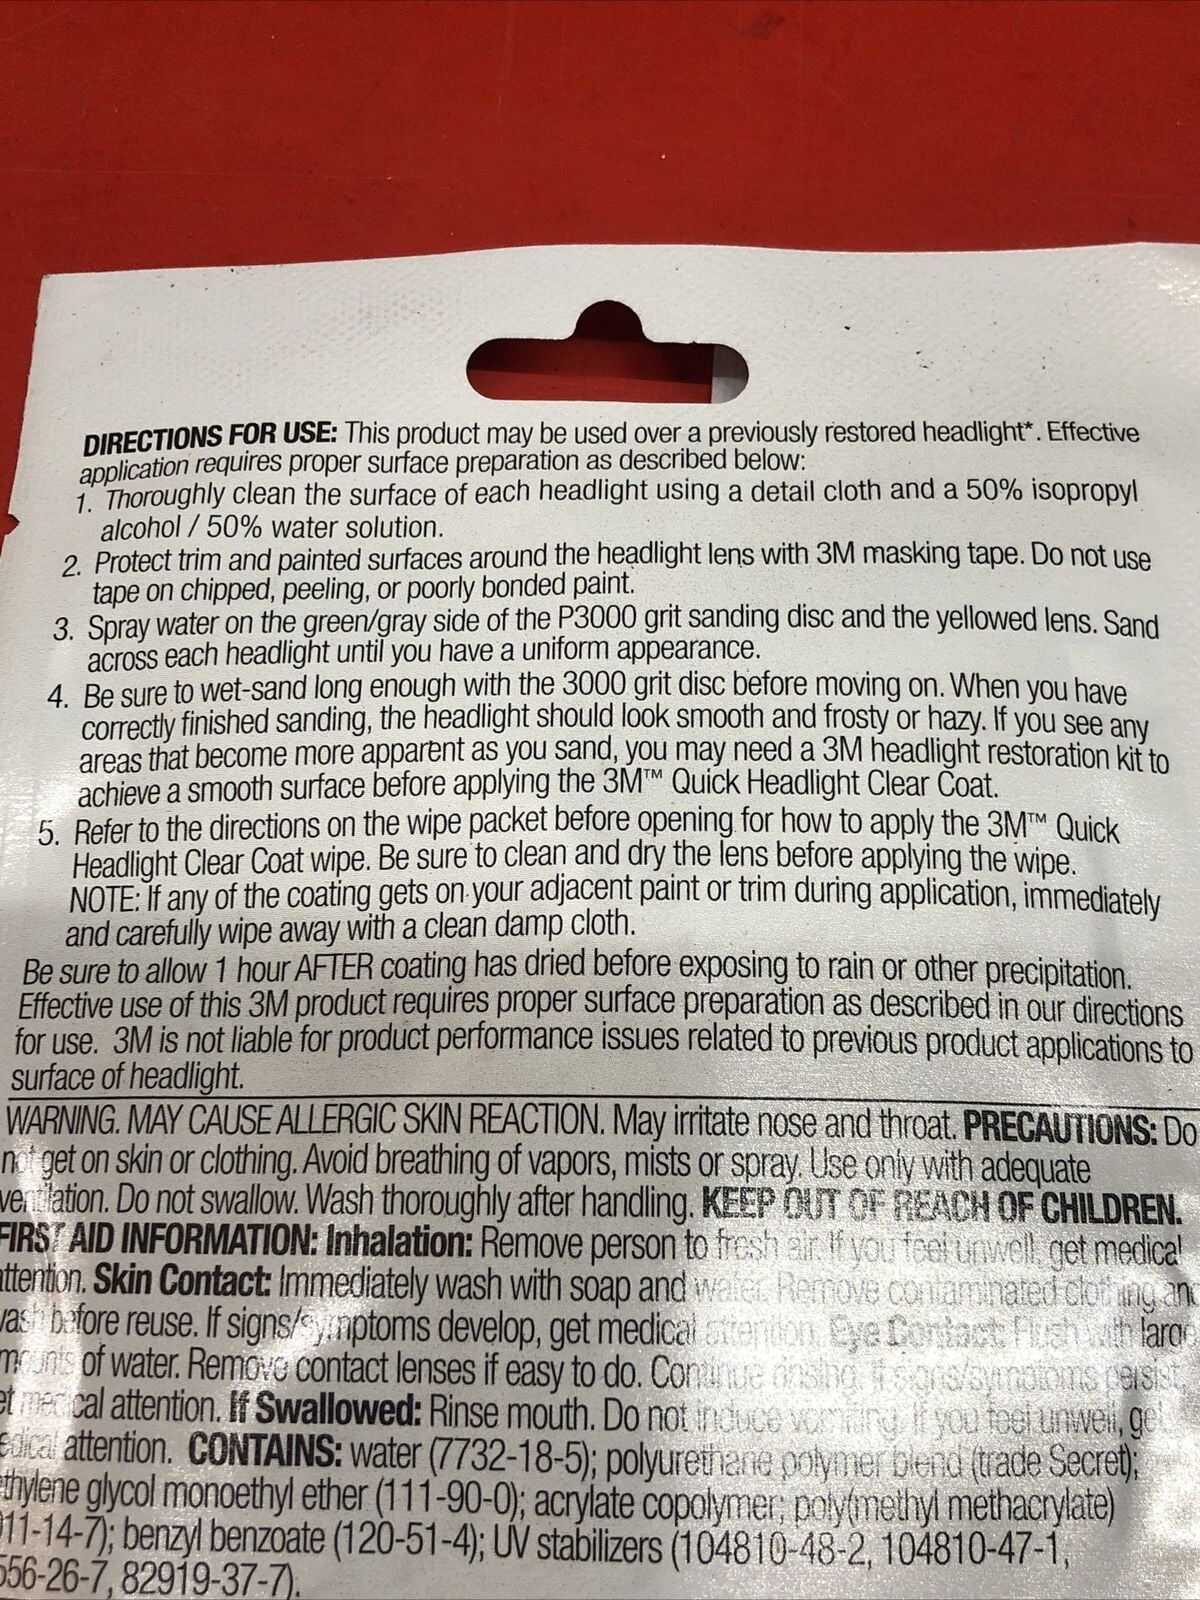 DIRECTIONS FOR USE: This product may be used over a previously restored headlight*. Effective
application requires proper surface preparation as described below:
1. Thoroughly clean the surface of each headlight using a detail cloth and a 50% isopropyl
alcohol / 50% water solution.
2. Protect trim and painted surfaces around the headlight lens with 3M masking tape. Do not use
tape on chipped, peeling, or poorly bonded paint.
3. Spray water on the green/gray side of the P3000 grit sanding disc and the yellowed lens. Sand
across each headlight until you have a uniform appearance.
4. Be sure to wet-sand long enough with the 3000 grit disc before moving on. When you have
correctly finished sanding, the headlight should look smooth and frosty or hazy. If you see any
areas that become more apparent as you sand, you may need a 3M headlight restoration kit to
achieve a smooth surface before applying the 3M™ Quick Headlight Clear Coat.
5. Refer to the directions on the wipe packet before opening for how to apply the 3M™ Quick
Headlight Clear Coat wipe. Be sure to clean and dry the lens before applying the wipe.
NOTE: If any of the coating gets on your adjacent paint or trim during application, immediately
and carefully wipe away with a clean damp cloth.
Be sure to allow 1 hour AFTER coating has dried before exposing to rain or other precipitation.
Effective use of this 3M product requires proper surface preparation as described in our directions
for use. 3M is not liable for product performance issues related to previous product applications to
surface of headlight.
WARNING. MAY CAUSE ALLERGIC SKIN REACTION. May irritate nose and throat. PRECAUTIONS: Do
not get on skin or clothing. Avoid breathing of vapors, mists or spray. Use only with adequate
ventilation. Do not swallow. Wash thoroughly after handling. KEEP OUT OF REACH OF CHILDREN.
FIRST AID INFORMATION: Inhalation: Remove person to fresh air. If you feel unwell, get medical
attention. Skin Contact: Immediately wash with soap and water. Remove contaminated clothing and
wash before reuse. If signs/symptoms develop, get medical attention. Eye Contact: Flush with
of water. Remove contact lenses if easy to do. Continue rinsing. If signs/symptoms persist,
medical attention. If Swallowed: Rinse mouth. Do not induce vomiting. If you feel unwell, get
medical attention. CONTAINS: water (7732-18-5); polyurethane polymer blend (trade Secret);
glycol monoethyl ether (111-90-0); acrylate copolymer; poly(methyl methacrylate)
11-14-7); benzyl benzoate (120-51-4); UV stabilizers (104810-48-2, 104810-47-1,
556-26-7, 82919-37-7).